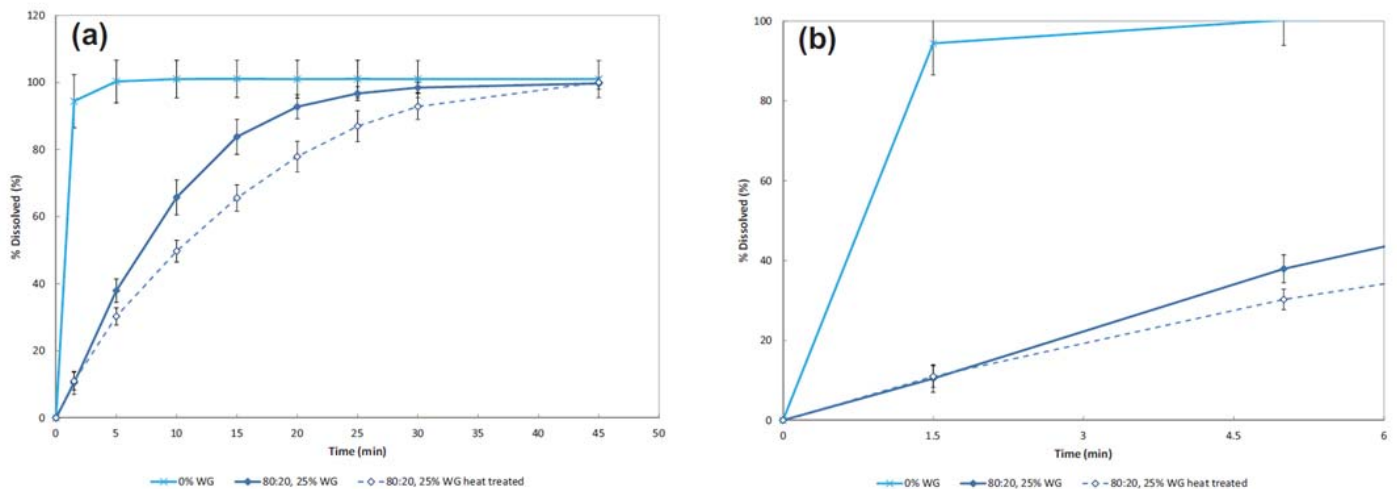 (a)
120
100
80
60
40
20
0
% Dissolved (%)
0 5 10 15 20 25 30 35 40 45 50
Time (min)
0% WG 80:20, 25% WG 80:20, 25% WG heat treated
(b)
100
80
60
40
20
0
% Dissolved (%)
0 1.5 3 4.5 6
Time (min)
0% WG 80:20, 25% WG 80:20, 25% WG heat treated